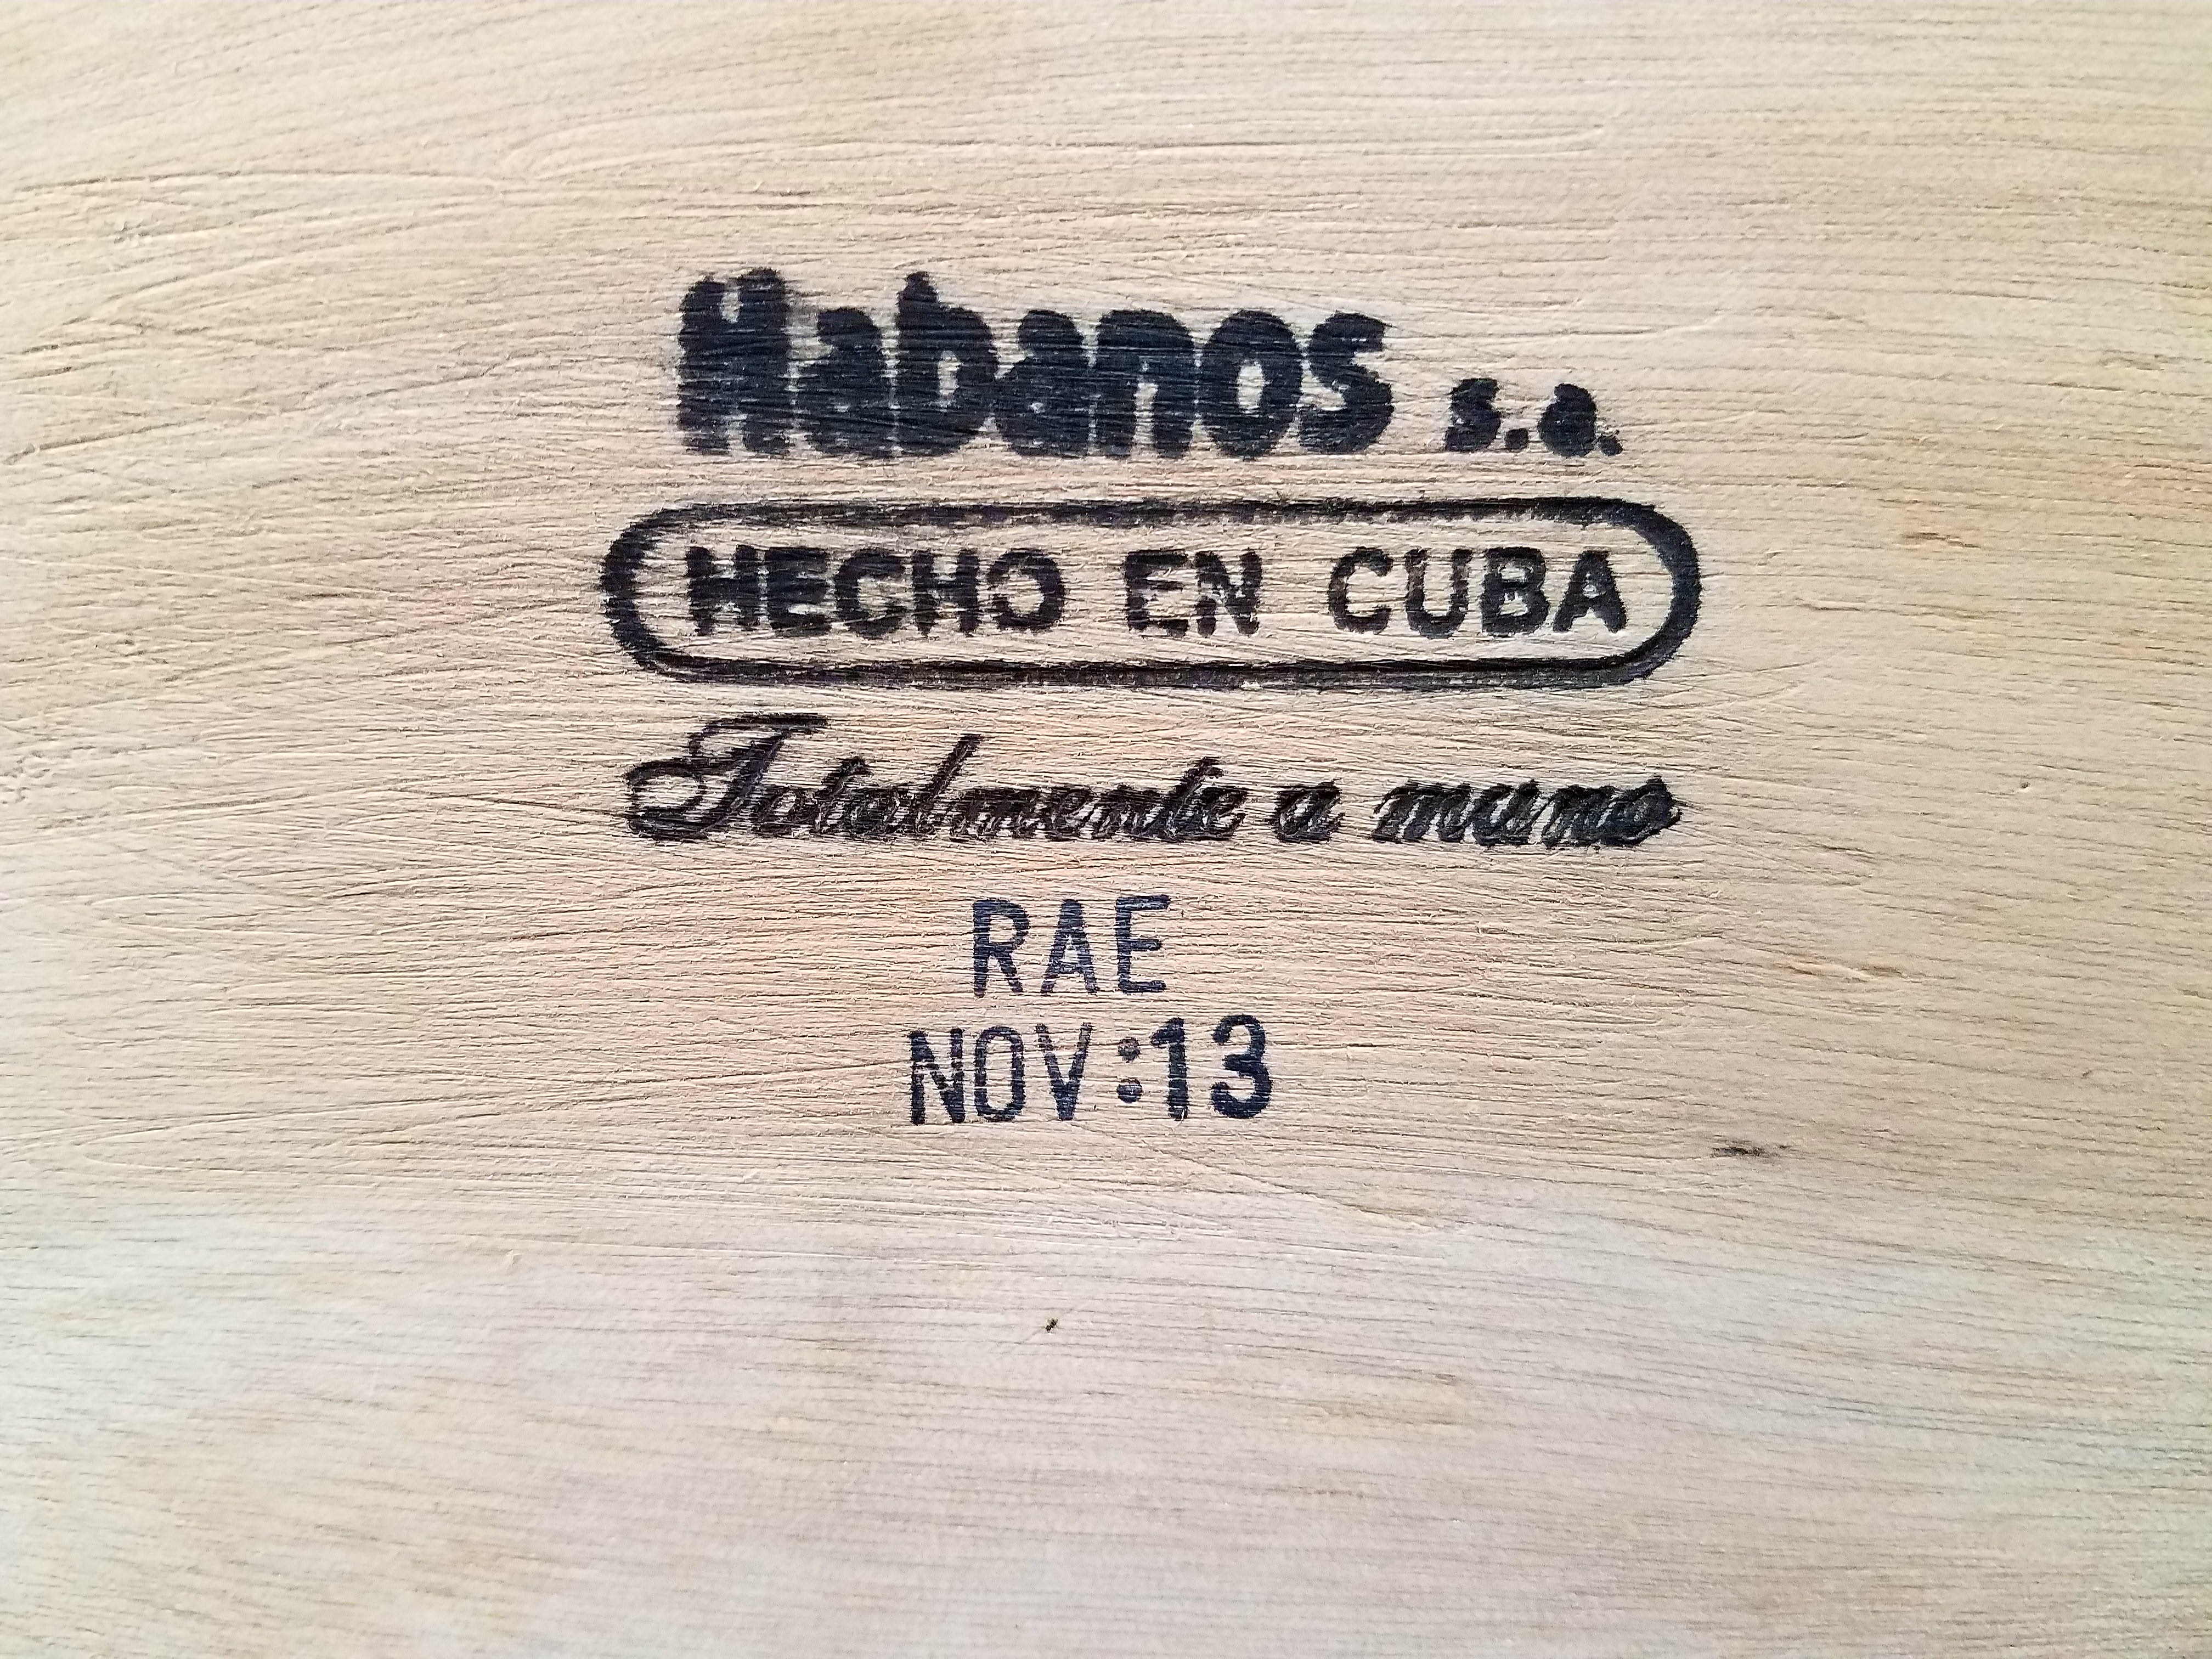 Habanos s.a.
HECHO EN CUBA
Totalmente a mano
RAE
NOV:13